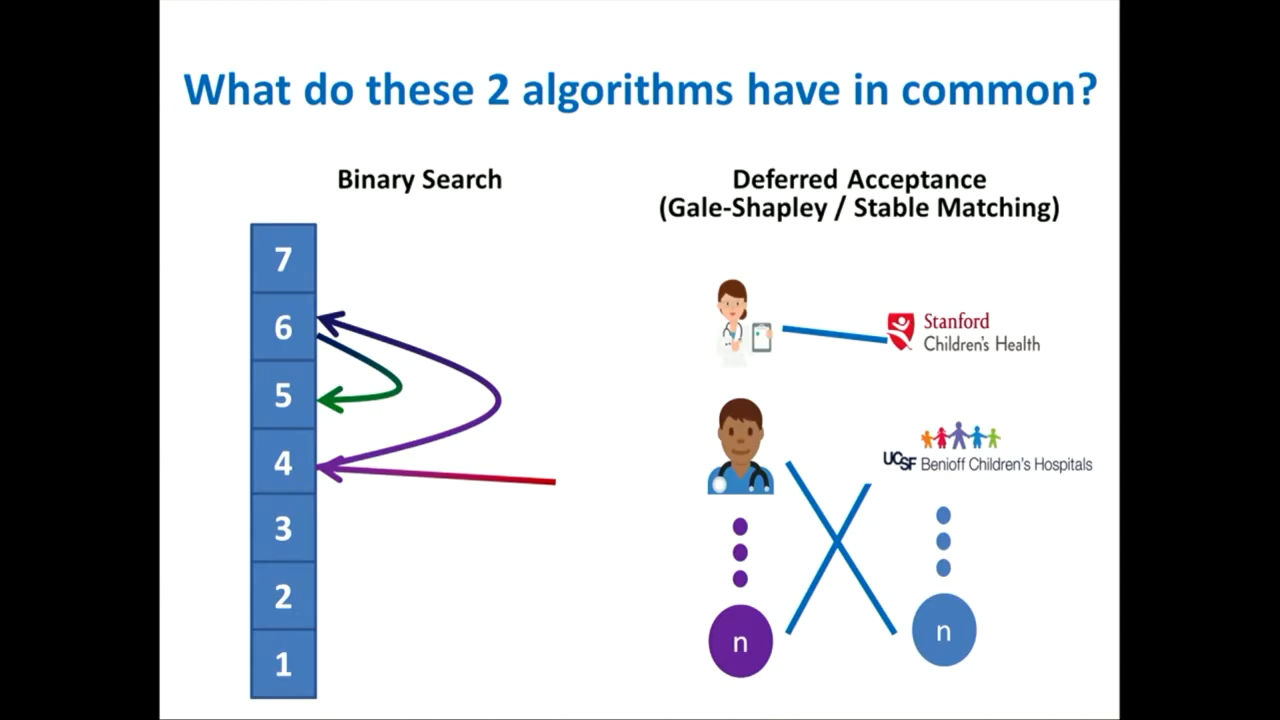 What do these 2 algorithms have in common?
Binary Search
Deferred Acceptance
(Gale-Shapley / Stable Matching)
7
6
5
4
3
2
1
Stanford
Children's Health
UCSF Benioff Children's Hospitals
n
n